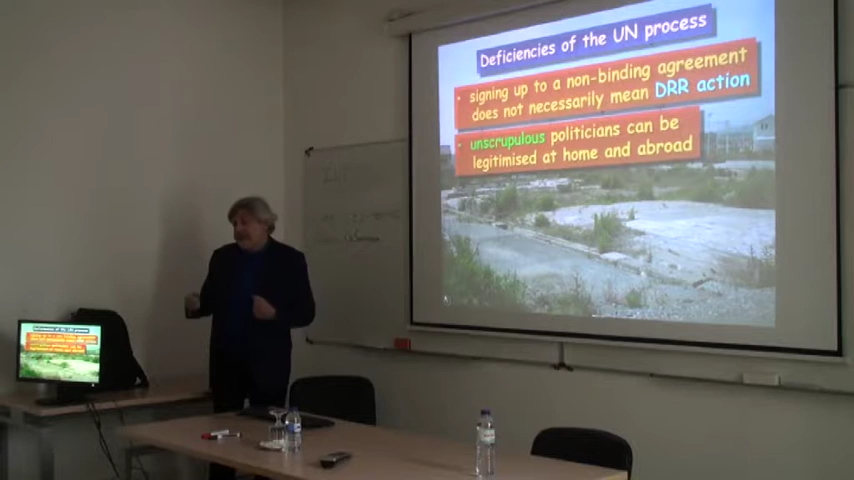 Deficiencies of the UN process
signing up to a non-binding agreement
does not necessarily mean DRR action
unscrupulous politicians can be
legitimised at home and abroad